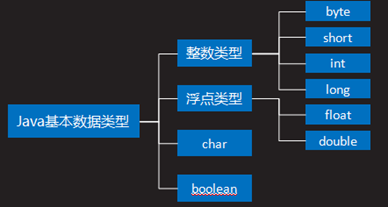 Java基本数据类型
整数类型
byte
short
int
long
浮点类型
float
double
char
boolean